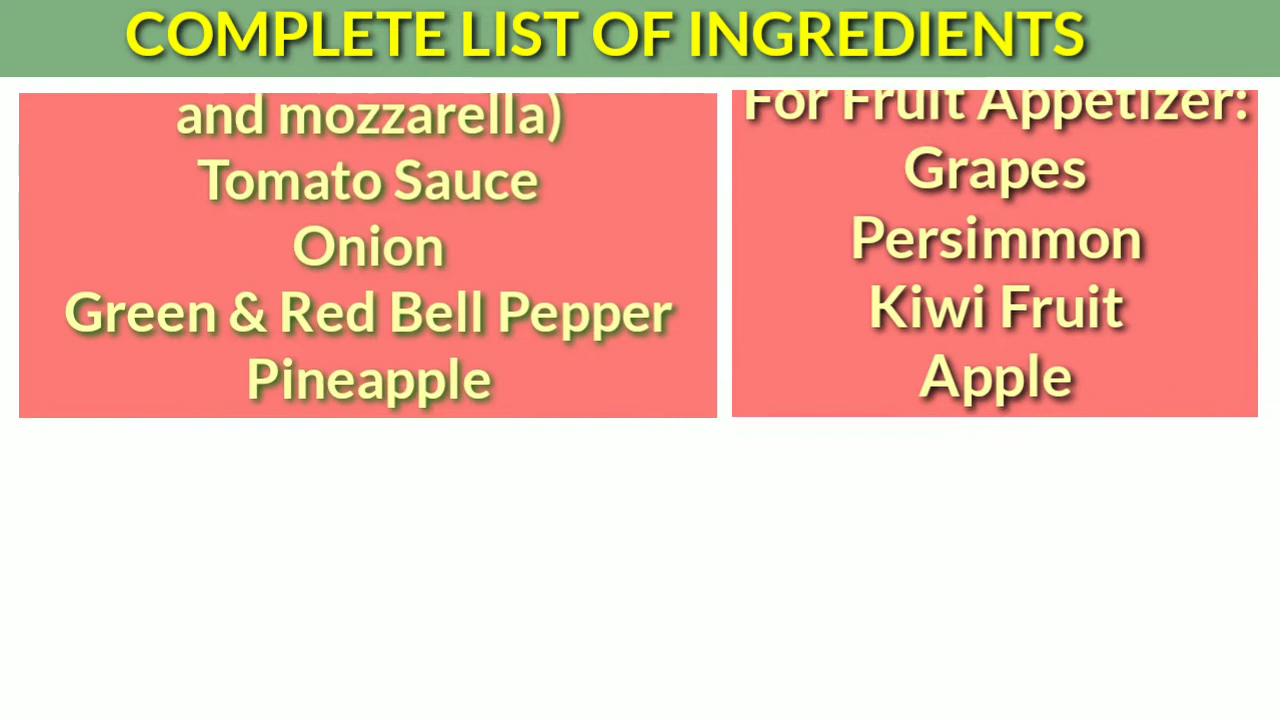 COMPLETE LIST OF INGREDIENTS
and mozzarella)
Tomato Sauce
Onion
Green & Red Bell Pepper
Pineapple
For Fruit Appetizer:
Grapes
Persimmon
Kiwi Fruit
Apple